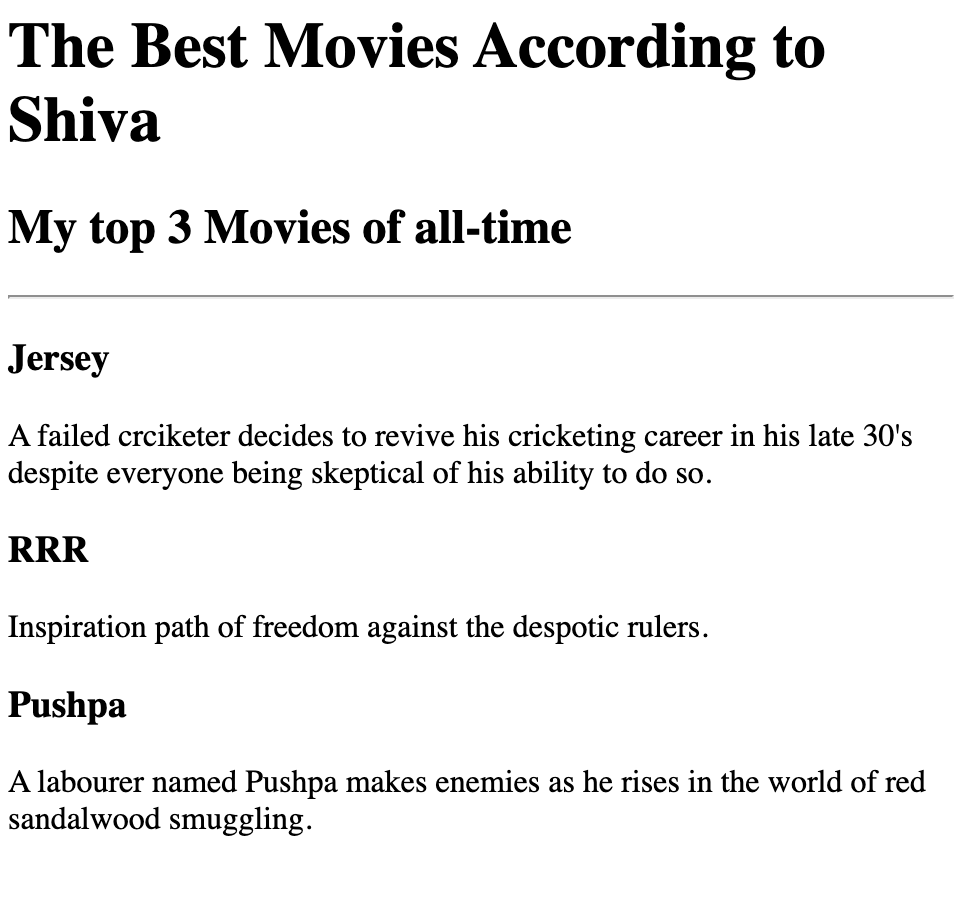 The Best Movies According to
Shiva
My top 3 Movies of all-time
Jersey
A failed crciketer decides to revive his cricketing career in his late 30's
despite everyone being skeptical of his ability to do so.
RRR
Inspiration path of freedom against the despotic rulers.
Pushpa
A labourer named Pushpa makes enemies as he rises in the world of red
sandalwood smuggling.